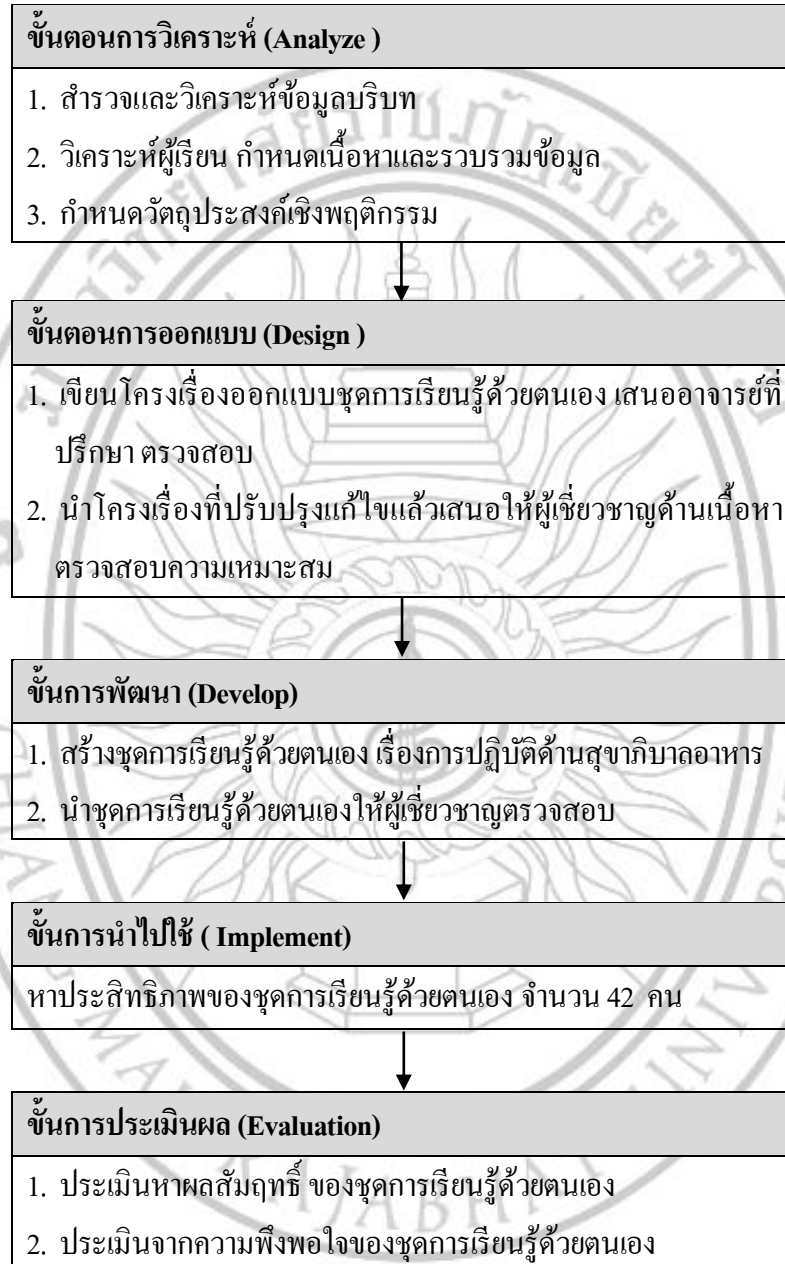 ขั้นตอนการวิเคราะห์ (Analyze )
1. สำรวจและวิเคราะห์ข้อมูลบริบท
2. วิเคราะห์ผู้เรียน กำหนดเนื้อหาและรวบรวมข้อมูล
3. กำหนดวัตถุประสงค์เชิงพฤติกรรม
ขั้นตอนการออกแบบ (Design )
1. เขียนโครงเรื่องออกแบบชุดการเรียนรู้ด้วยตนเอง เสนออาจารย์ที่
ปรึกษา ตรวจสอบ
2. นำโครงเรื่องที่ปรับปรุงแก้ไขแล้วเสนอให้ผู้เชี่ยวชาญด้านเนื้อหา
ตรวจสอบความเหมาะสม
ขั้นการพัฒนา (Develop)
1. สร้างชุดการเรียนรู้ด้วยตนเอง เรื่องการปฏิบัติด้านสุขาภิบาลอาหาร
2. นำชุดการเรียนรู้ด้วยตนเองให้ผู้เชี่ยวชาญตรวจสอบ
ขั้นการนำไปใช้ ( Implement)
หาประสิทธิภาพของชุดการเรียนรู้ด้วยตนเอง จำนวน 42 คน
ขั้นการประเมินผล (Evaluation)
1. ประเมินหาผลสัมฤทธิ์ ของชุดการเรียนรู้ด้วยตนเอง
2. ประเมินจากความพึงพอใจของชุดการเรียนรู้ด้วยตนเอง